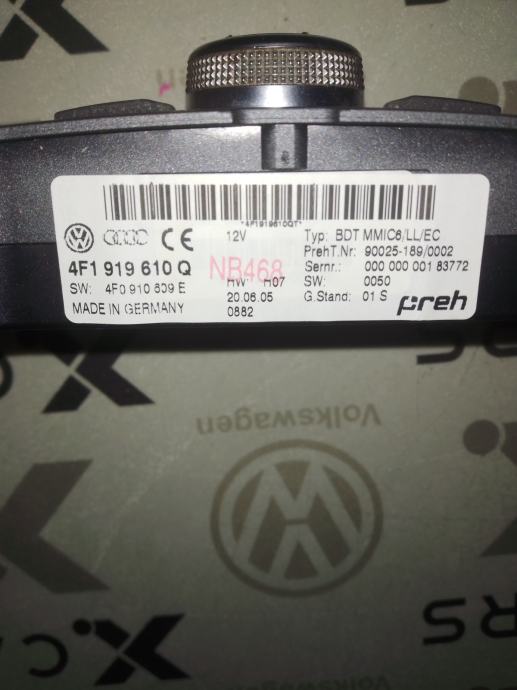 *4F1919610QT*
12V
4F1 919 610 Q
SW: 4F0 910 609 E
MADE IN GERMANY
NB468
HW H07
20.06.05
0882
Typ: BDT MMIC6/LL/EC
PrehT.Nr: 90025-189/0002
Sernr.: 000 000 001 83772
SW: 0050
G.Stand: 01 S
preh
Volkswagen